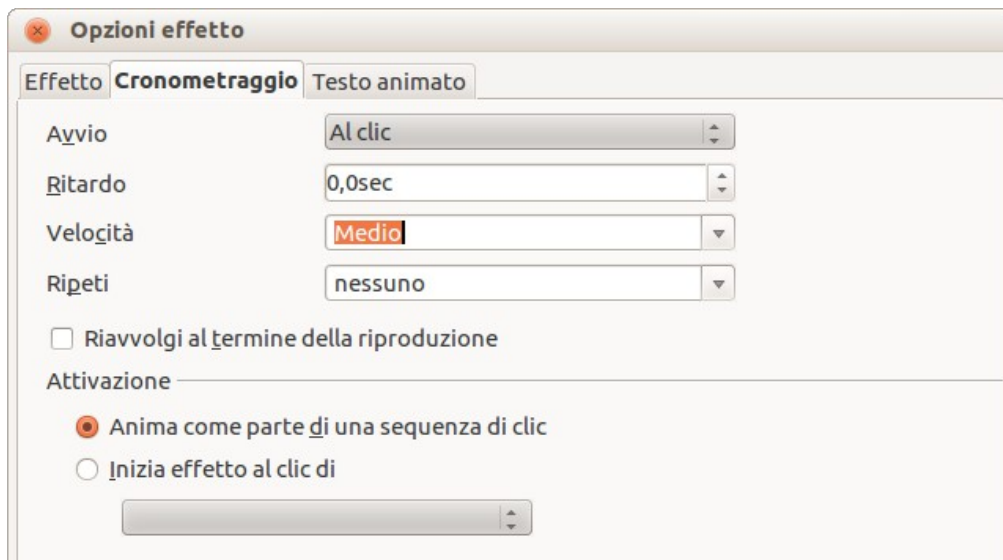 Opzioni effetto
Effetto Cronometraggio Testo animato
Avvio Al clic
Ritardo 0,0sec
Velocità Medio
Ripeti nessuno
Riavvolgi al termine della riproduzione
Attivazione
Anima come parte di una sequenza di clic
Inizia effetto al clic di